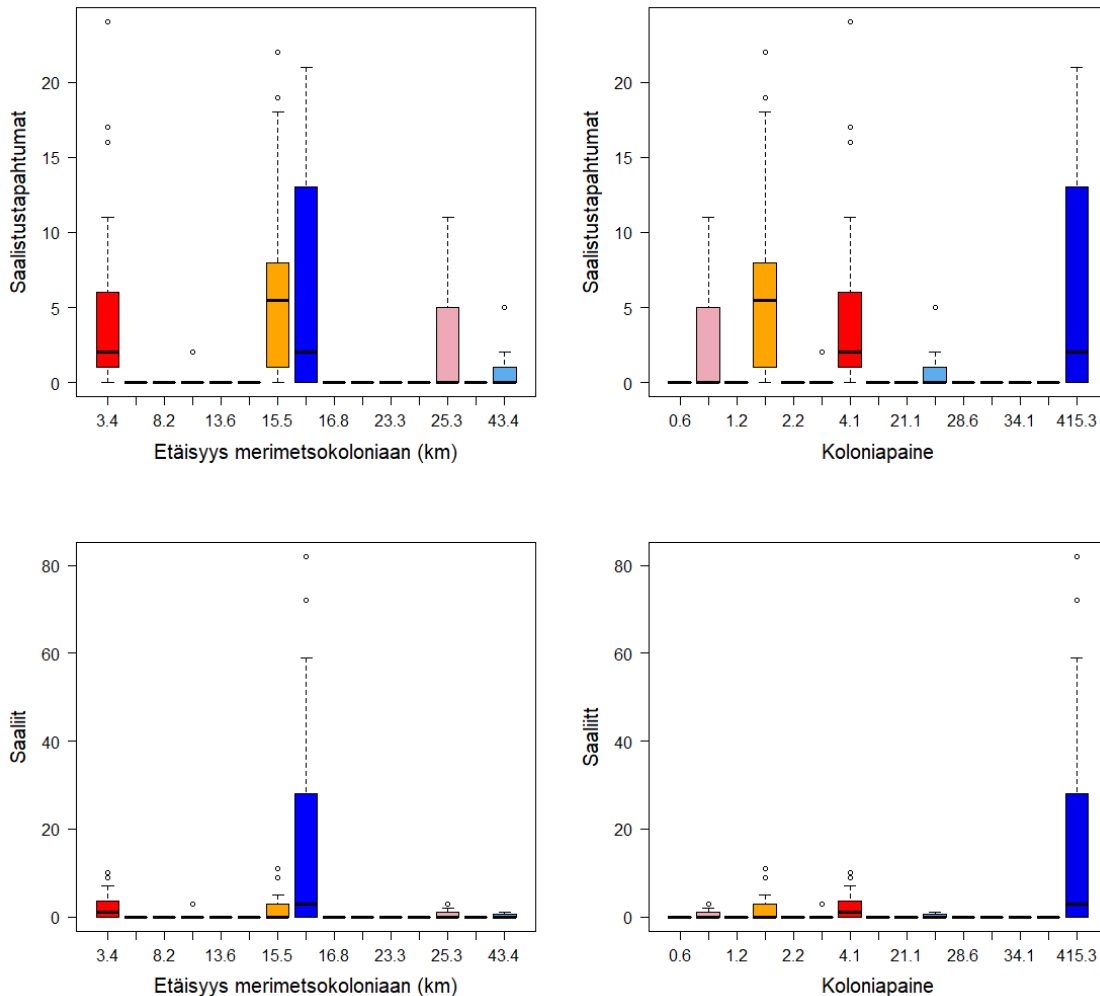 Saalistustapahtumat
20
15
10
5
0
3.4 8.2 13.6 15.5 16.8 23.3 25.3 43.4
Etäisyys merimetsokoloniaan (km)
Saalistustapahtumat
20
15
10
5
0
0.6 1.2 2.2 4.1 21.1 28.6 34.1 415.3
Koloniapaine
Saaliit
80
60
40
20
0
3.4 8.2 13.6 15.5 16.8 23.3 25.3 43.4
Etäisyys merimetsokoloniaan (km)
Saaliitt
80
60
40
20
0
0.6 1.2 2.2 4.1 21.1 28.6 34.1 415.3
Koloniapaine